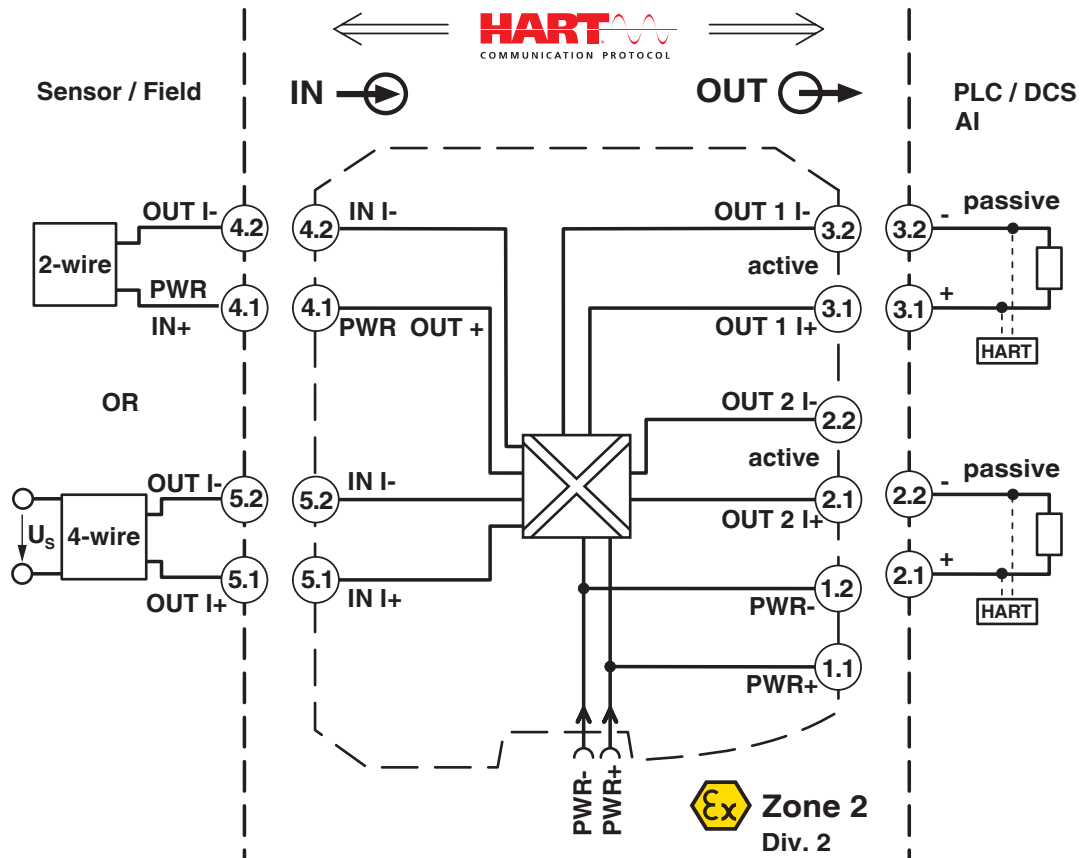 HART
COMMUNICATION PROTOCOL
Sensor / Field
IN
OUT
PLC / DCS
AI
OUT I-
4.2
4.2
IN I-
OUT 1 I-
3.2
3.2
-
passive
2-wire
active
PWR
IN+
4.1
4.1
PWR OUT +
3.1
OUT 1 I+
3.1
+
HART
OR
OUT 2 I-
2.2
active
OUT I-
5.2
5.2
IN I-
2.1
OUT 2 I+
2.2
-
passive
US
4-wire
5.1
OUT I+
5.1
IN I+
1.2
PWR-
2.1
+
HART
1.1
PWR+
PWR-
PWR+
Ex
Zone 2
Div. 2